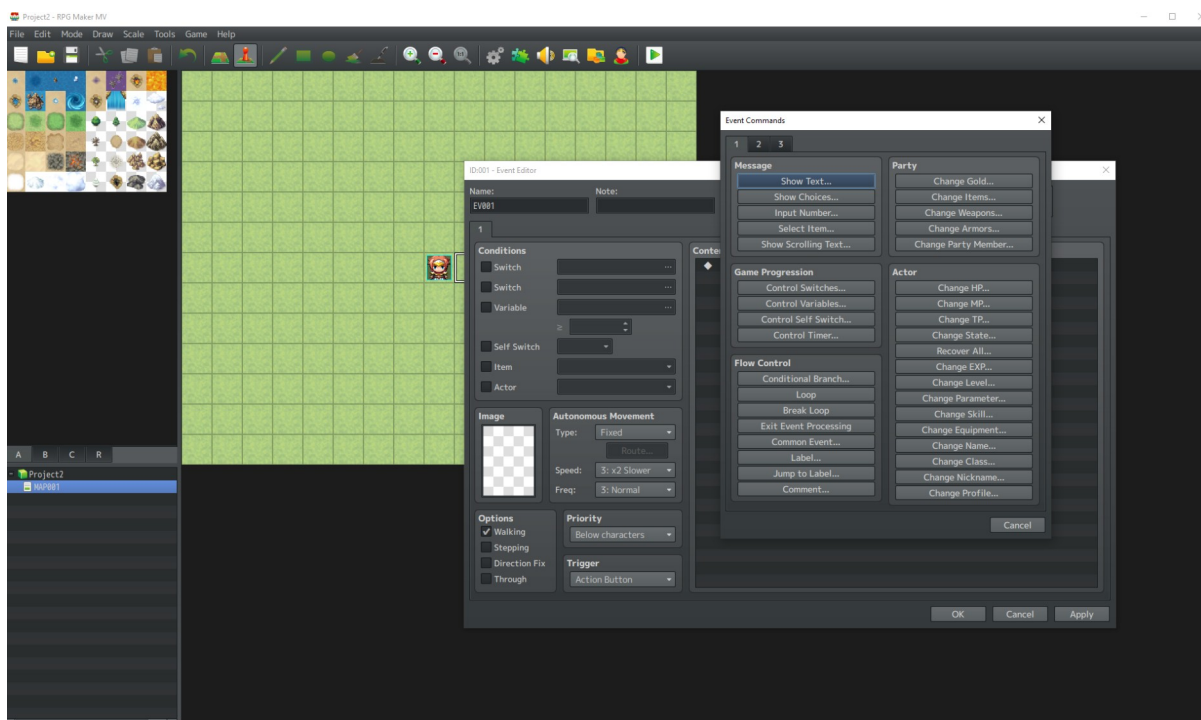 Project2 - RPG Maker MV
File Edit Mode Draw Scale Tools Game Help
ID:001 - Event Editor
Name:
Note:
EV001
1
Conditions
Switch
Switch
Variable
≥
Self Switch
Item
Actor
Image
Autonomous Movement
Type: Fixed
Route...
Speed: 3: x2 Slower
Freq: 3: Normal
Options
Walking
Stepping
Direction Fix
Through
Priority
Below characters
Trigger
Action Button
OK Cancel Apply
Event Commands
1 2 3
Message
Show Text...
Show Choices...
Input Number...
Select Item...
Show Scrolling Text...
Game Progression
Control Switches...
Control Variables...
Control Self Switch...
Control Timer...
Flow Control
Conditional Branch...
Loop
Break Loop
Exit Event Processing
Common Event...
Label...
Jump to Label...
Comment...
Party
Change Gold...
Change Items...
Change Weapons...
Change Armors...
Change Party Member...
Actor
Change HP...
Change MP...
Change TP...
Change State...
Recover All...
Change EXP...
Change Level...
Change Parameter...
Change Skill...
Change Equipment...
Change Name...
Change Class...
Change Nickname...
Change Profile...
Cancel
A B C R
Project2
MAP001